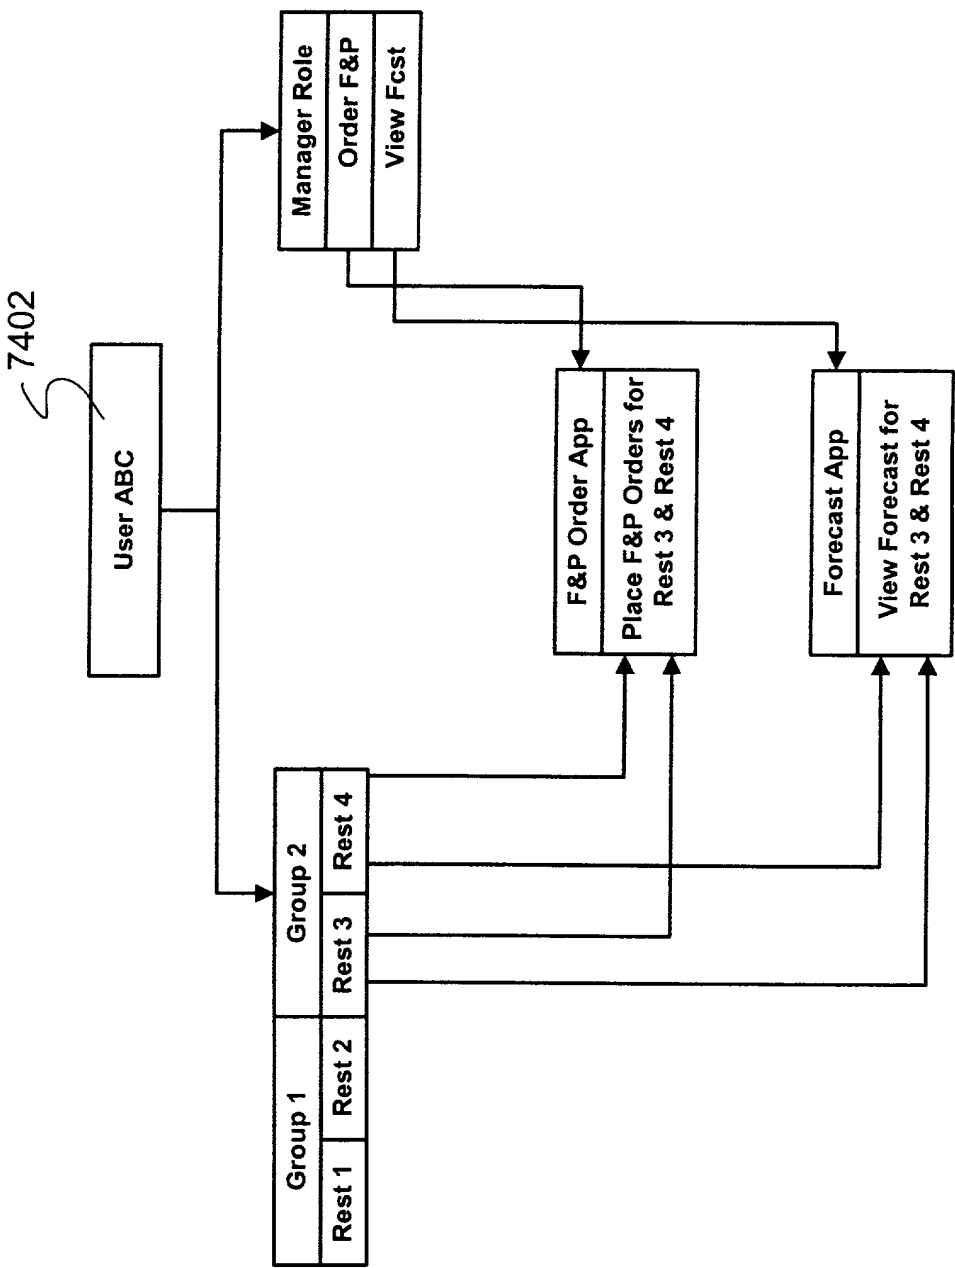 7402
User ABC
Group 1
Group 2
Rest 1
Rest 2
Rest 3
Rest 4
Manager Role
Order F&P
View Fcst
F&P Order App
Place F&P Orders for
Rest 3 & Rest 4
Forecast App
View Forecast for
Rest 3 & Rest 4